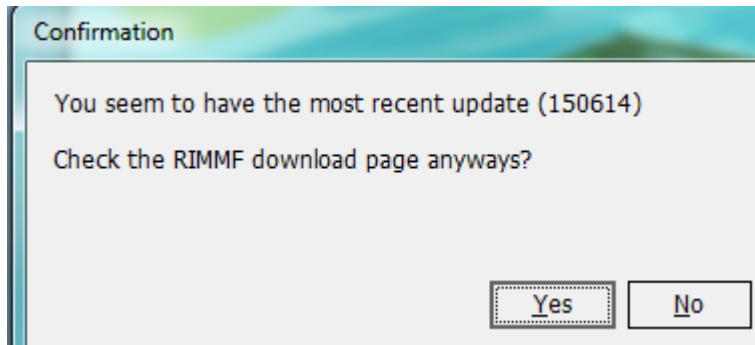 Confirmation
You seem to have the most recent update (150614)
Check the RIMMF download page anyways?
Yes
No